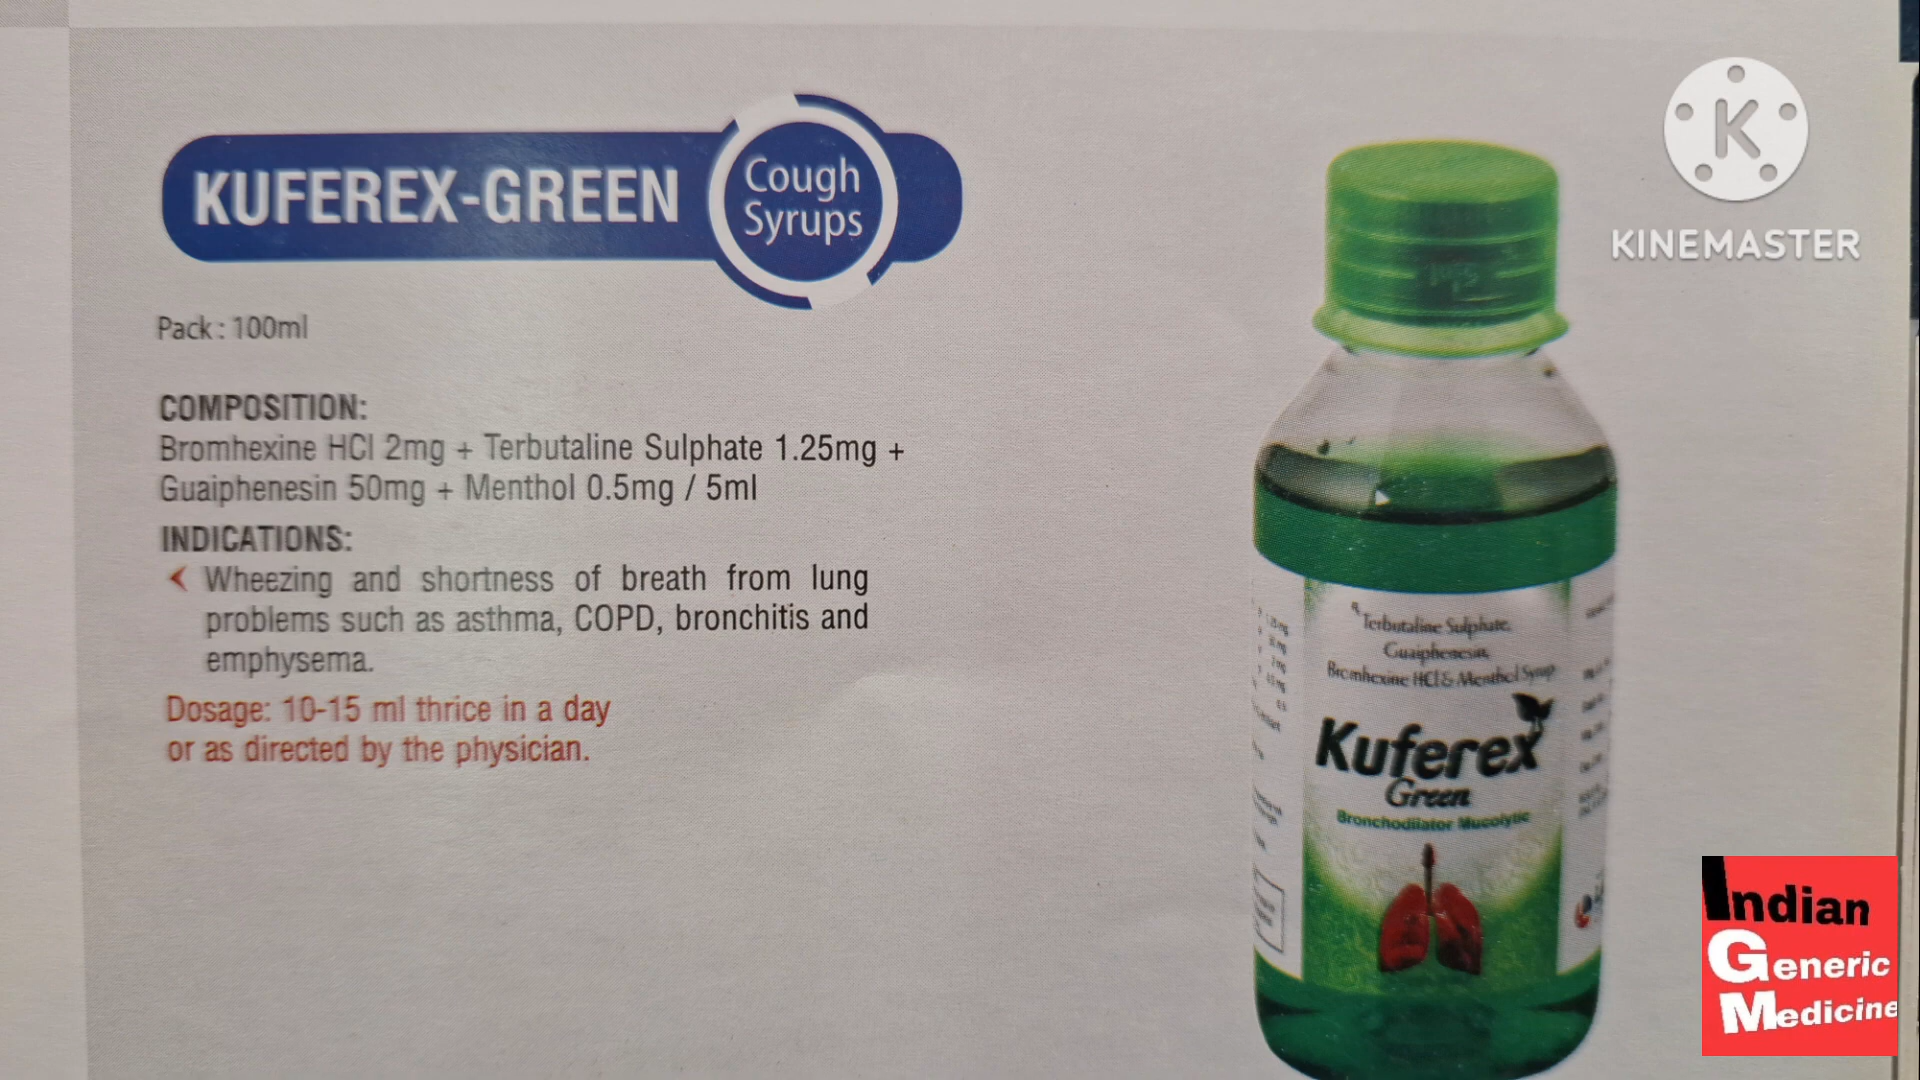 KUFEREX-GREEN
Cough
Syrups
Pack : 100ml
COMPOSITION:
Bromhexine HCl 2mg + Terbutaline Sulphate 1.25mg +
Guaiphenesin 50mg + Menthol 0.5mg / 5ml
INDICATIONS:
Wheezing and shortness of breath from lung
problems such as asthma, COPD, bronchitis and
emphysema.
Dosage: 10-15 ml thrice in a day
or as directed by the physician.
K
KINEMASTER
Terbutaline Sulphate,
Guaiphenesin,
Bromhexine HCl & Menthol Syrup
Kuferex
Green
Bronchodilator Mucolytic
Indian
Generic
Medicine